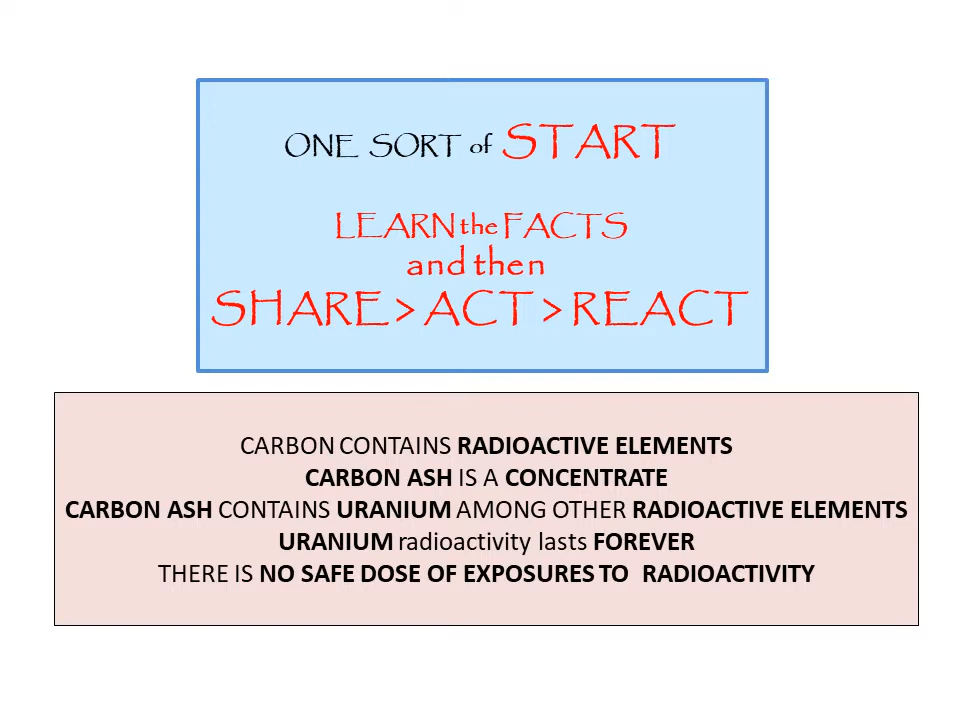 ONE SORT of START
LEARN the FACTS
and then
SHARE > ACT > REACT
CARBON CONTAINS RADIOACTIVE ELEMENTS
CARBON ASH IS A CONCENTRATE
CARBON ASH CONTAINS URANIUM AMONG OTHER RADIOACTIVE ELEMENTS
URANIUM radioactivity lasts FOREVER
THERE IS NO SAFE DOSE OF EXPOSURES TO RADIOACTIVITY